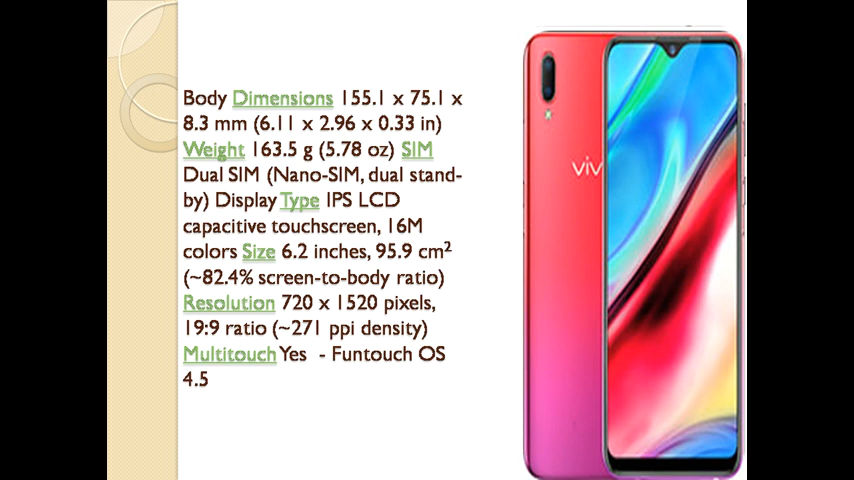 Body Dimensions 155.1 x 75.1 x
8.3 mm (6.11 x 2.96 x 0.33 in)
Weight 163.5 g (5.78 oz) SIM
Dual SIM (Nano-SIM, dual stand-
by) Display Type IPS LCD
capacitive touchscreen, 16M
colors Size 6.2 inches, 95.9 cm²
(~82.4% screen-to-body ratio)
Resolution 720 x 1520 pixels,
19:9 ratio (~271 ppi density)
Multitouch Yes - Funtouch OS
4.5
viv